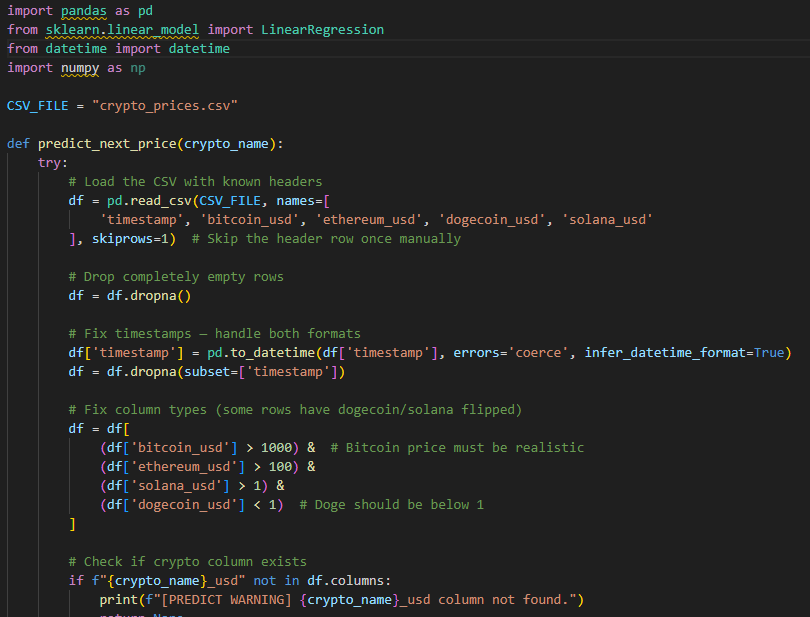 import pandas as pd
from sklearn.linear_model import LinearRegression
from datetime import datetime
import numpy as np

CSV_FILE = "crypto_prices.csv"

def predict_next_price(crypto_name):
    try:
        # Load the CSV with known headers
        df = pd.read_csv(CSV_FILE, names=[
            'timestamp', 'bitcoin_usd', 'ethereum_usd', 'dogecoin_usd', 'solana_usd'
        ], skiprows=1)  # Skip the header row once manually

        # Drop completely empty rows
        df = df.dropna()

        # Fix timestamps — handle both formats
        df['timestamp'] = pd.to_datetime(df['timestamp'], errors='coerce', infer_datetime_format=True)
        df = df.dropna(subset=['timestamp'])

        # Fix column types (some rows have dogecoin/solana flipped)
        df = df[
            (df['bitcoin_usd'] > 1000) &  # Bitcoin price must be realistic
            (df['ethereum_usd'] > 100) &
            (df['solana_usd'] > 1) &
            (df['dogecoin_usd'] < 1)  # Doge should be below 1
        ]

        # Check if crypto column exists
        if f"{crypto_name}_usd" not in df.columns:
            print(f"[PREDICT WARNING] {crypto_name}_usd column not found.")
            return None